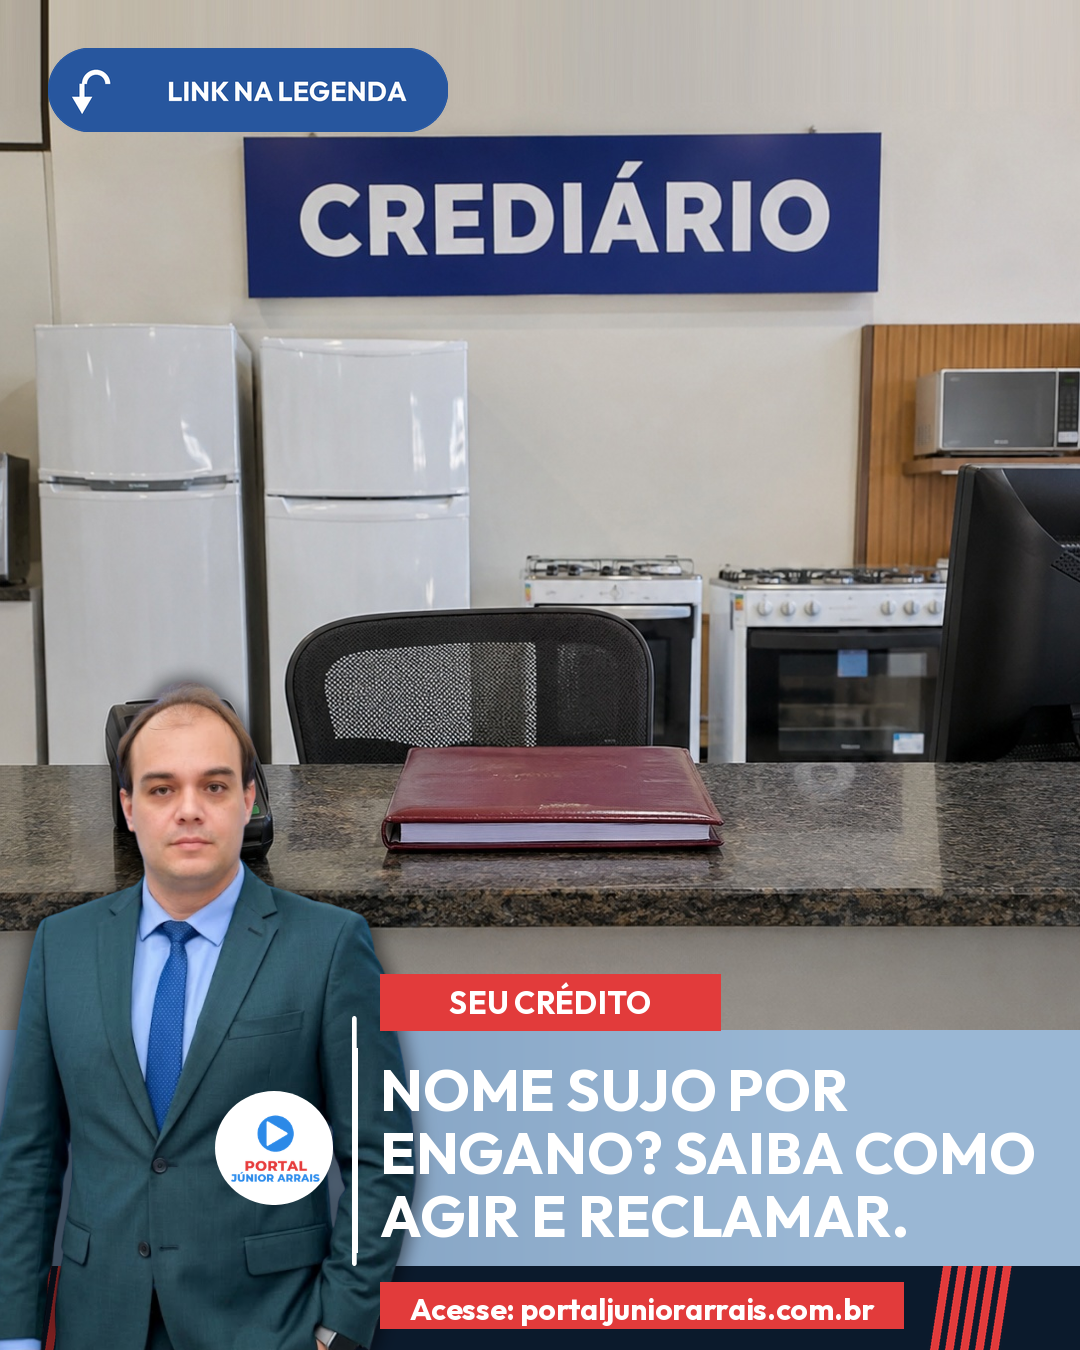 LINK NA LEGENDA
CREDIÁRIO
SEU CRÉDITO
NOME SUJO POR
ENGANO? SAIBA COMO
AGIR E RECLAMAR.
PORTAL
JÚNIOR ARRAIS
Acesse: portaljuniorarrais.com.br